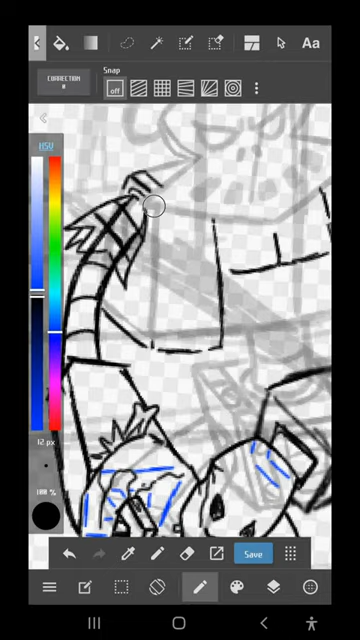 Aa
CORRECTION
Snap
off
HSV
12 px
100 %
Save